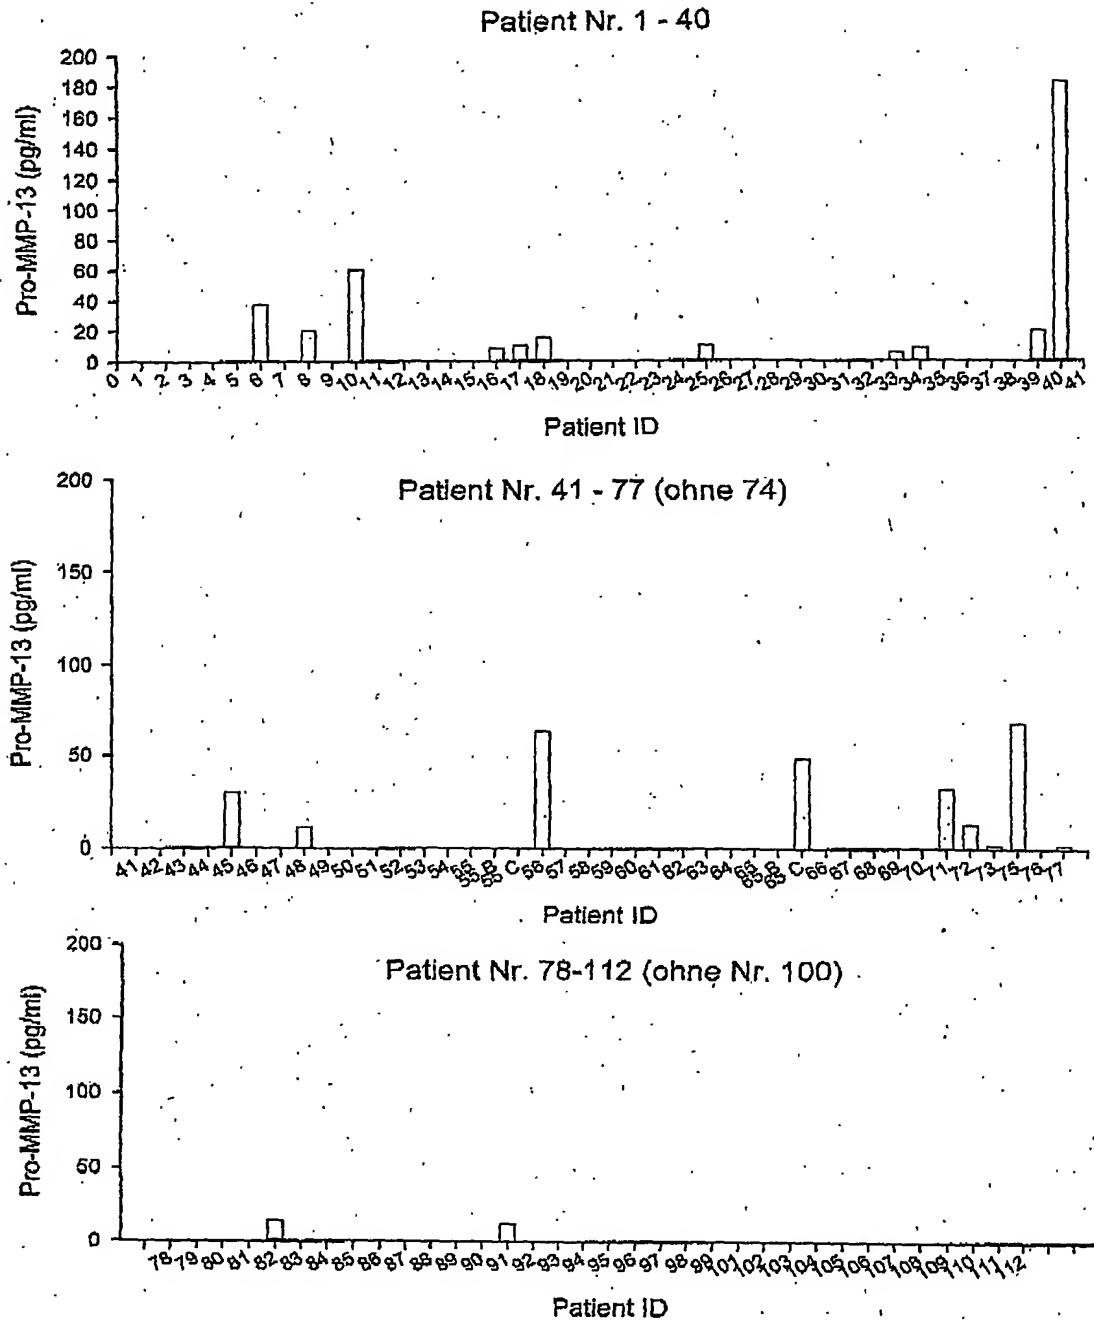 Patient Nr. 1 - 40
200
180
160
140
120
100
80
60
40
20
0
Pro-MMP-13 (pg/ml)
0 1 2 3 4 5 6 7 8 9 10 11 12 13 14 15 16 17 18 19 20 21 22 23 24 25 26 27 28 29 30 31 32 33 34 35 36 37 38 39 40 41
Patient ID
Patient Nr. 41 - 77 (ohne 74)
200
150
100
50
0
Pro-MMP-13 (pg/ml)
41 42 43 44 45 46 47 48 49 50 51 52 53 54 55 55 B 55 C 56 57 58 59 60 61 62 63 64 65 65 B 65 C 66 67 68 69 70 71 72 73 75 76 77
Patient ID
Patient Nr. 78-112 (ohne Nr. 100)
200
150
100
50
0
Pro-MMP-13 (pg/ml)
78 79 80 81 82 83 84 85 86 87 88 89 90 91 92 93 94 95 96 97 98 99 101 102 103 104 105 106 107 108 109 110 111 112
Patient ID